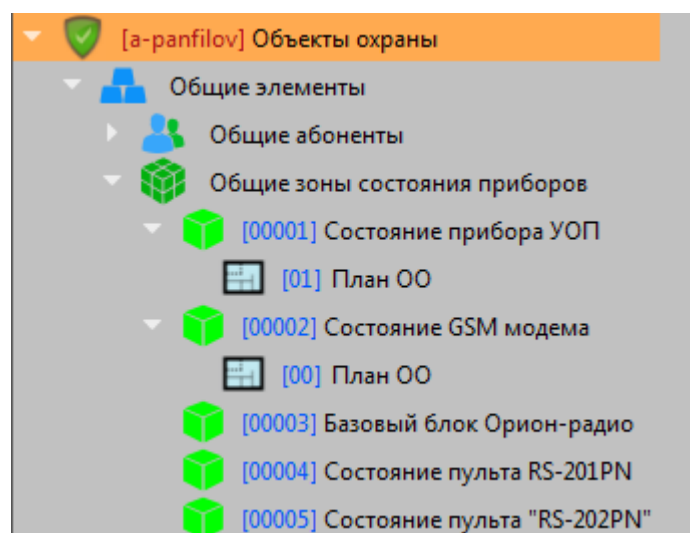 [a-panfilov] Объекты охраны
Общие элементы
Общие абоненты
Общие зоны состояния приборов
[00001] Состояние прибора УОП
[01] План ОО
[00002] Состояние GSM модема
[00] План ОО
[00003] Базовый блок Орион-радио
[00004] Состояние пульта RS-201PN
[00005] Состояние пульта "RS-202PN"